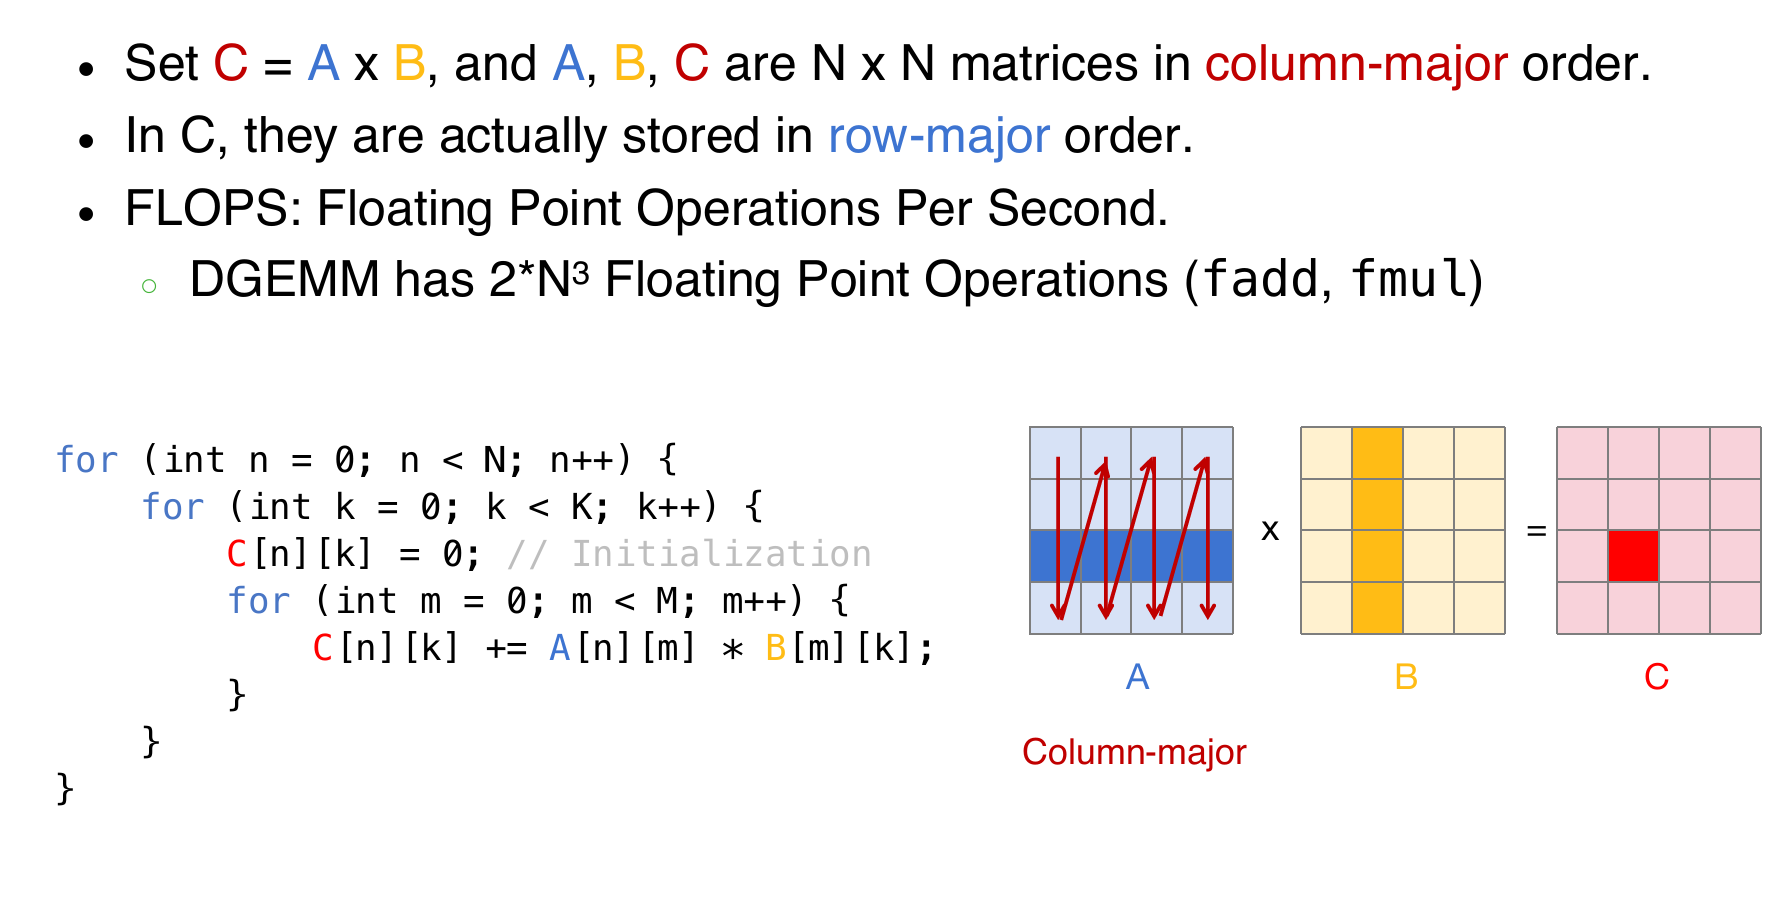 • Set C = A x B, and A, B, C are N x N matrices in column-major order.
• In C, they are actually stored in row-major order.
• FLOPS: Floating Point Operations Per Second.
○ DGEMM has 2*N³ Floating Point Operations (fadd, fmul)
for (int n = 0; n < N; n++) {
    for (int k = 0; k < K; k++) {
        C[n][k] = 0; // Initialization
        for (int m = 0; m < M; m++) {
            C[n][k] += A[n][m] * B[m][k];
        }
    }
}
x =
A B C
Column-major